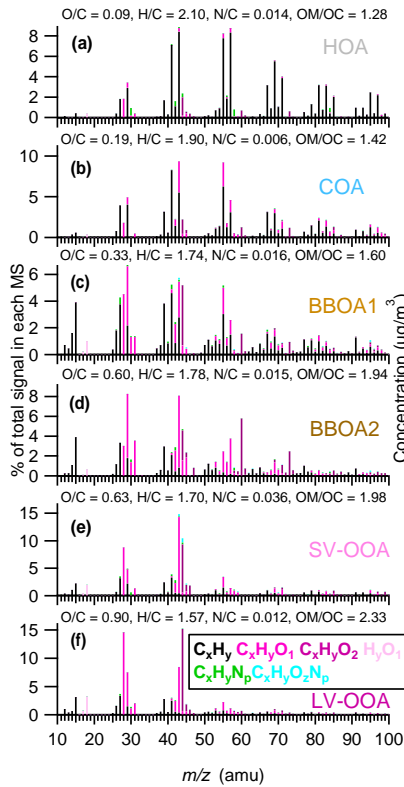 O/C = 0.09, H/C = 2.10, N/C = 0.014, OM/OC = 1.28
(a)
HOA
8
6
4
2
0
O/C = 0.19, H/C = 1.90, N/C = 0.006, OM/OC = 1.42
(b)
COA
10
5
0
O/C = 0.33, H/C = 1.74, N/C = 0.016, OM/OC = 1.60
(c)
BBOA1
6
4
2
0
O/C = 0.60, H/C = 1.78, N/C = 0.015, OM/OC = 1.94
(d)
BBOA2
8
6
4
2
0
O/C = 0.63, H/C = 1.70, N/C = 0.036, OM/OC = 1.98
(e)
SV-OOA
15
10
5
0
O/C = 0.90, H/C = 1.57, N/C = 0.012, OM/OC = 2.33
(f)
CxHy CxHyO1 CxHyO2 HyO1
CxHyNp CxHyOzNp
LV-OOA
15
10
5
0
10 20 30 40 50 60 70 80 90 100
m/z (amu)
% of total signal in each MS
Concentration (µg/m³)